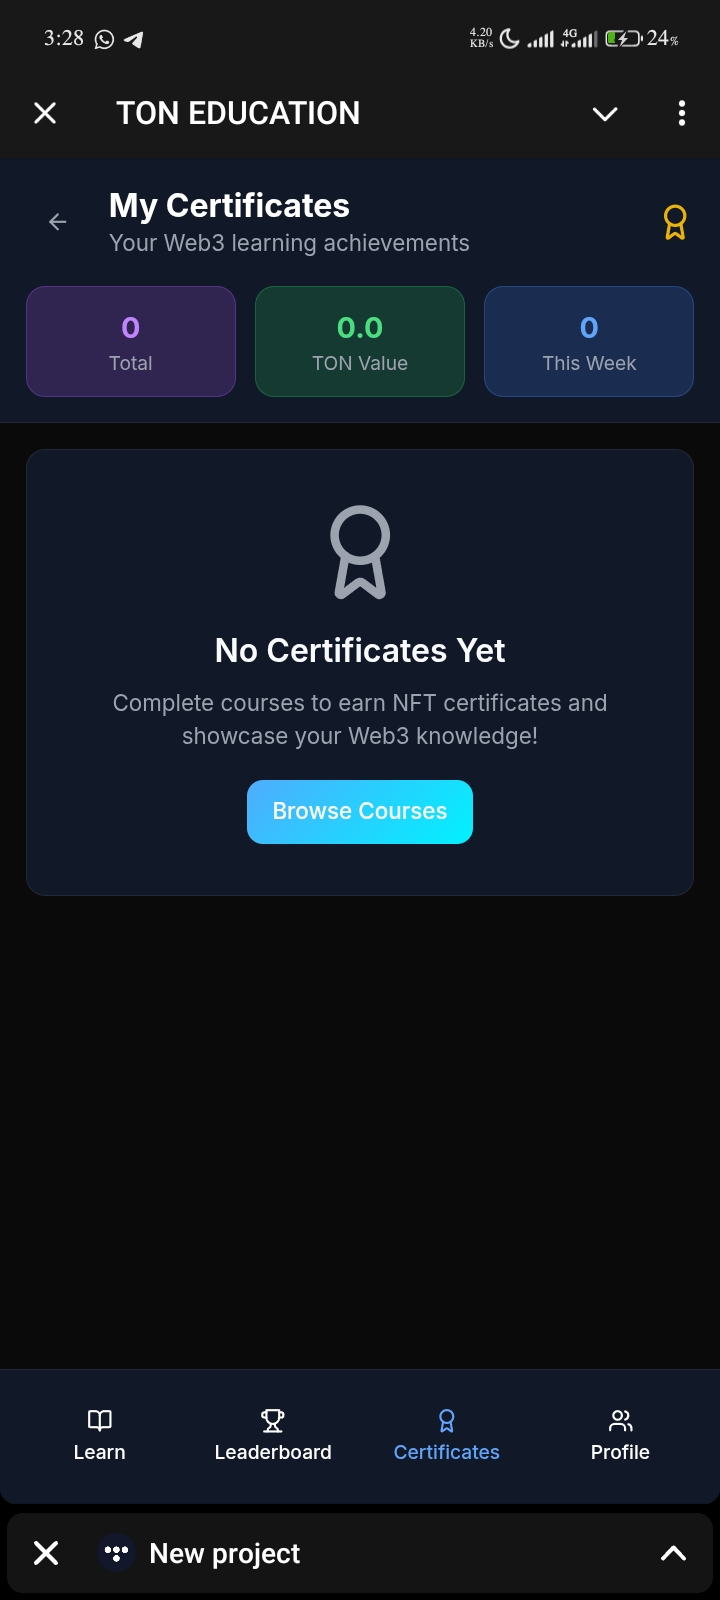 3:28
4.20
KB/s
4G
24%
TON EDUCATION
My Certificates
Your Web3 learning achievements
0
Total
0.0
TON Value
0
This Week
No Certificates Yet
Complete courses to earn NFT certificates and
showcase your Web3 knowledge!
Browse Courses
Learn
Leaderboard
Certificates
Profile
New project